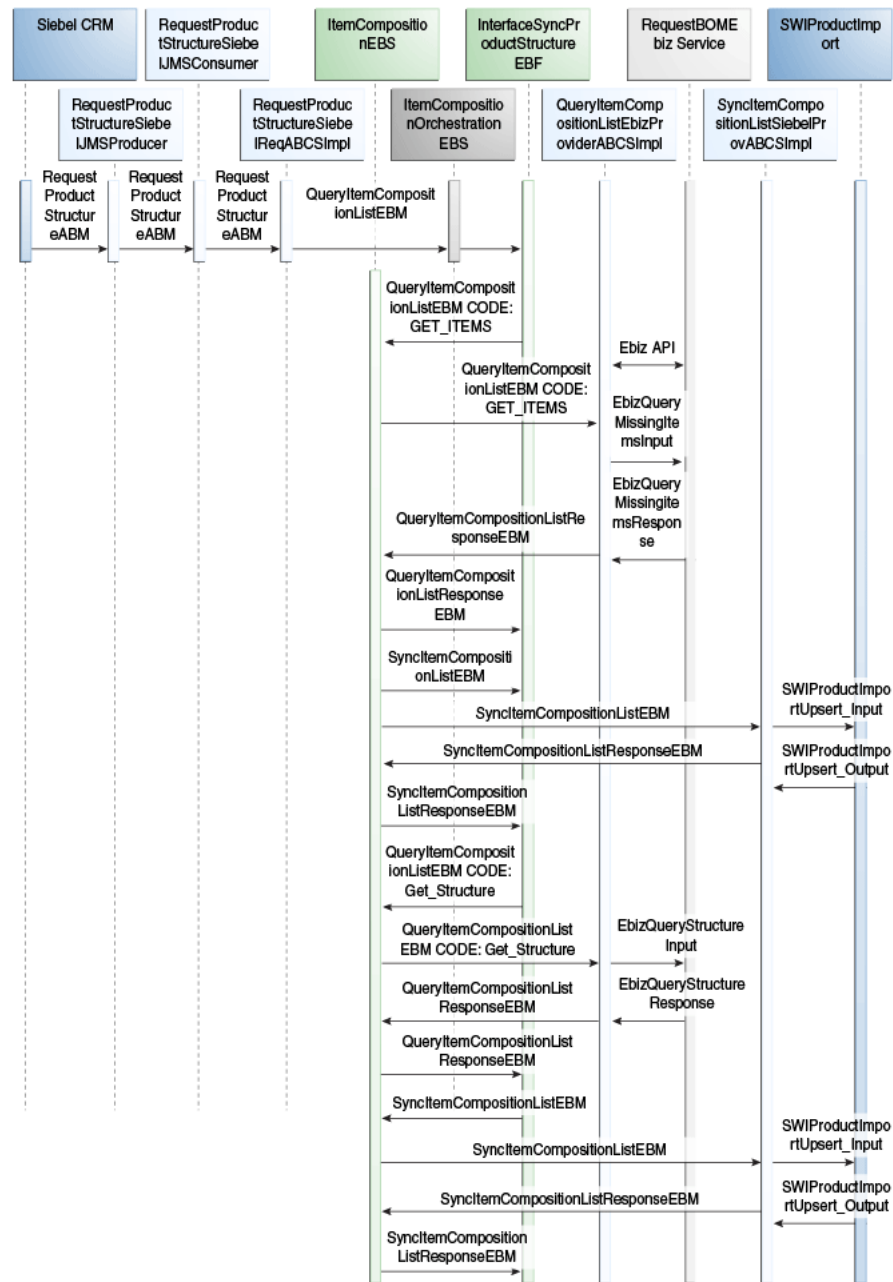 Siebel CRM
RequestProduc
tStructureSiebe
lJMSConsumer
ItemCompositio
nEBS
InterfaceSyncPr
oductStructure
EBF
RequestBOME
biz Service
SWIProductImp
ort
RequestProduc
tStructureSiebe
lJMSProducer
RequestProduc
tStructureSiebe
lReqABCSImpl
ItemCompositio
nOrchestration
EBS
QueryItemComp
ositionListEbizPr
oviderABCSImpl
SyncItemCompo
sitionListSiebelPr
ovABCSImpl
Request
Product
Structur
eABM
Request
Product
Structur
eABM
Request
Product
Structur
eABM
QueryItemComposit
ionListEBM
QueryItemComposit
ionListEBM CODE:
GET_ITEMS
Ebiz API
QueryItemComposit
ionListEBM CODE:
GET_ITEMS
EbizQuery
MissingIte
msInput
EbizQuery
MissingIte
msRespon
se
QueryItemCompositionListRe
sponseEBM
QueryItemComposit
ionListResponse
EBM
SyncItemCompositi
onListEBM
SyncItemCompositionListEBM
SWIProductImpo
rtUpsert_Input
SyncItemCompositionListResponseEBM
SWIProductImpo
rtUpsert_Output
SyncItemComposition
ListResponseEBM
QueryItemComposit
ionListEBM CODE:
Get_Structure
QueryItemCompositionList
EBM CODE: Get_Structure
EbizQueryStructure
Input
QueryItemCompositionList
ResponseEBM
EbizQueryStructure
Response
QueryItemCompositionList
ResponseEBM
SyncItemCompositionListEBM
SyncItemCompositionListEBM
SWIProductImpo
rtUpsert_Input
SyncItemCompositionListResponseEBM
SWIProductImpo
rtUpsert_Output
SyncItemComposition
ListResponseEBM